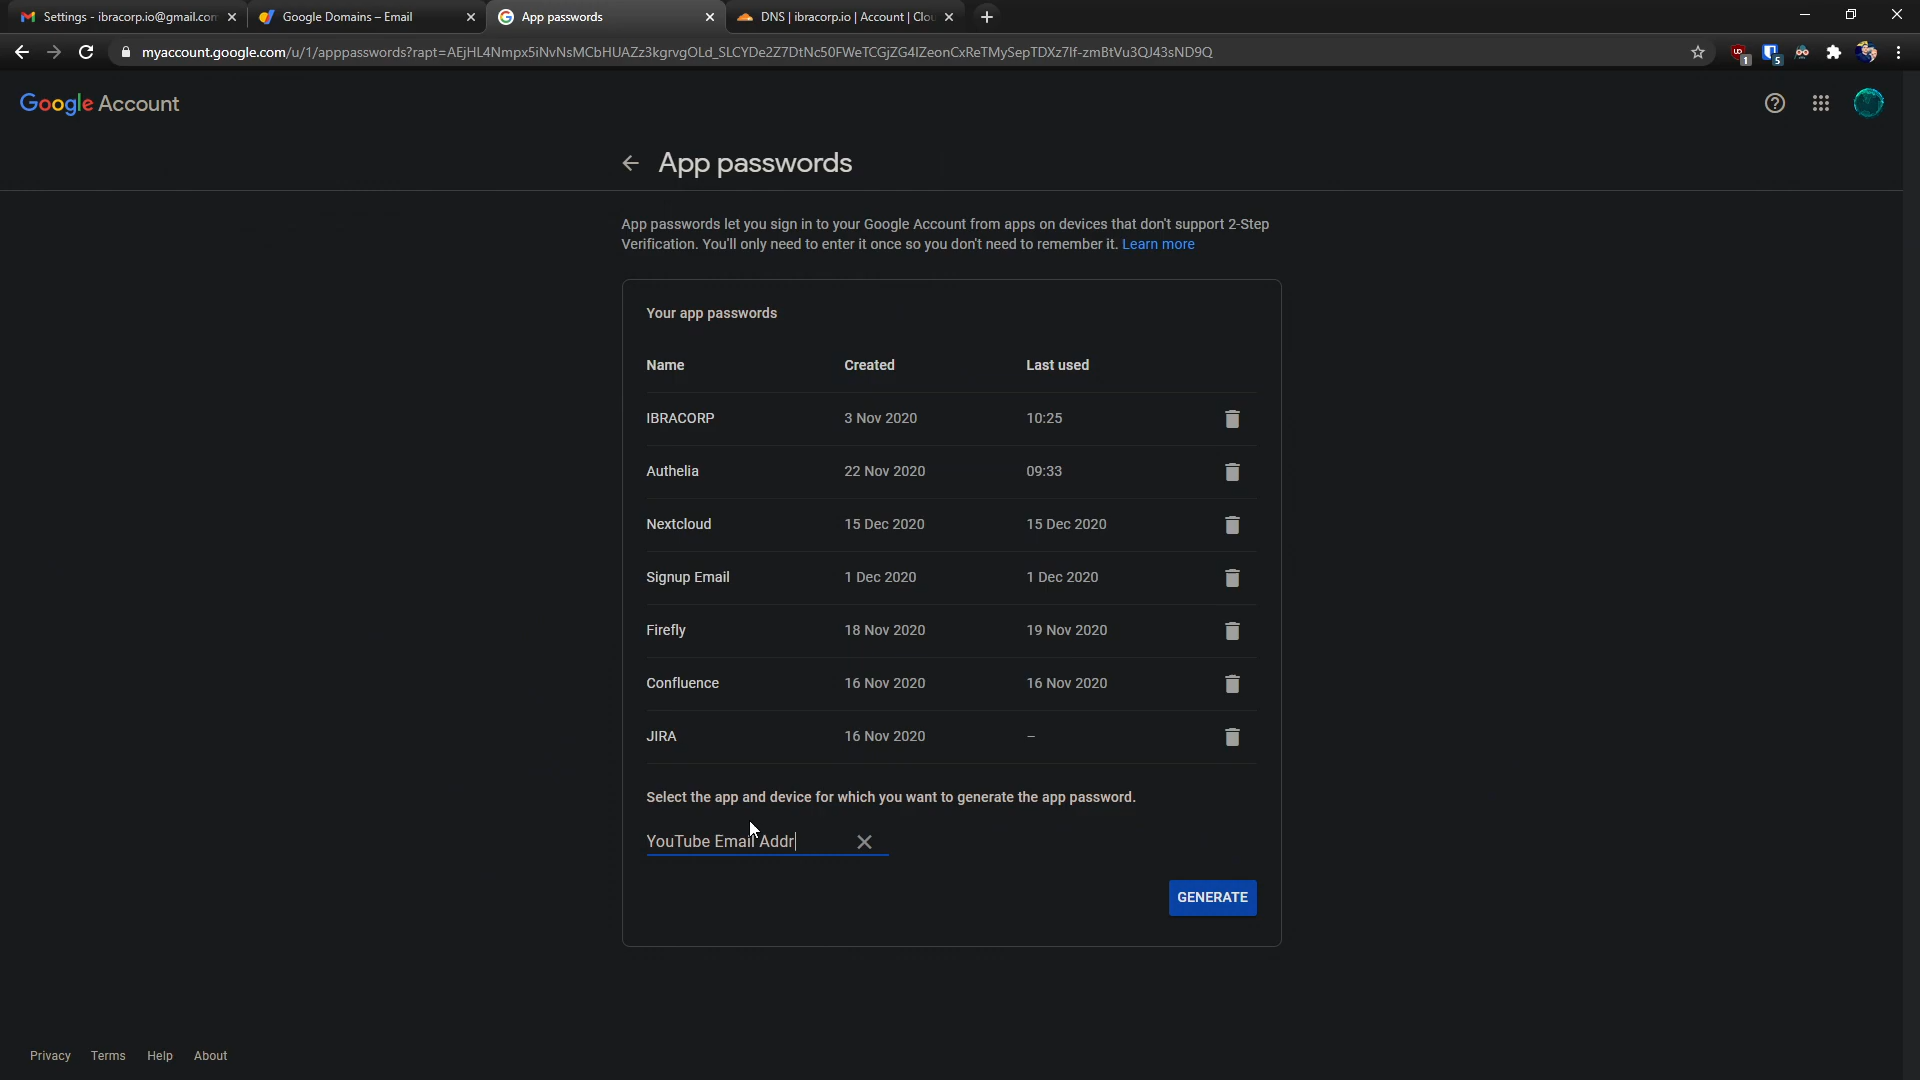 Settings - ibracorp.io@gmail.con
Google Domains – Email
App passwords
DNS | ibracorp.io | Account | Clou
myaccount.google.com/u/1/apppasswords?rapt=AEjHL4Nmpx5iNvNsMCbHUAZz3kgrvgOLd_SLCYDe2Z7DtNc50FWeTCGjZG4IZeonCxReTMySepTDXz7If-zmBtVu3QJ43sND9Q
1
5
Google Account
App passwords
App passwords let you sign in to your Google Account from apps on devices that don't support 2-Step
Verification. You'll only need to enter it once so you don't need to remember it. Learn more
Your app passwords
Name Created Last used
IBRACORP 3 Nov 2020 10:25
Authelia 22 Nov 2020 09:33
Nextcloud 15 Dec 2020 15 Dec 2020
Signup Email 1 Dec 2020 1 Dec 2020
Firefly 18 Nov 2020 19 Nov 2020
Confluence 16 Nov 2020 16 Nov 2020
JIRA 16 Nov 2020 –
Select the app and device for which you want to generate the app password.
YouTube Email Addr
GENERATE
Privacy Terms Help About